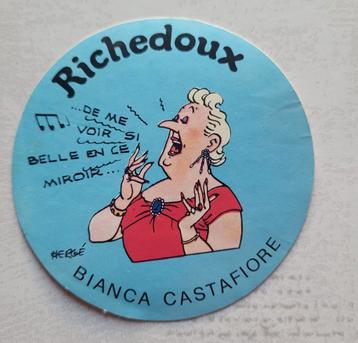 Richedoux
...DE ME
VOIR SI
BELLE EN CE
MIROIR...
HERGÉ
BIANCA CASTAFIORE